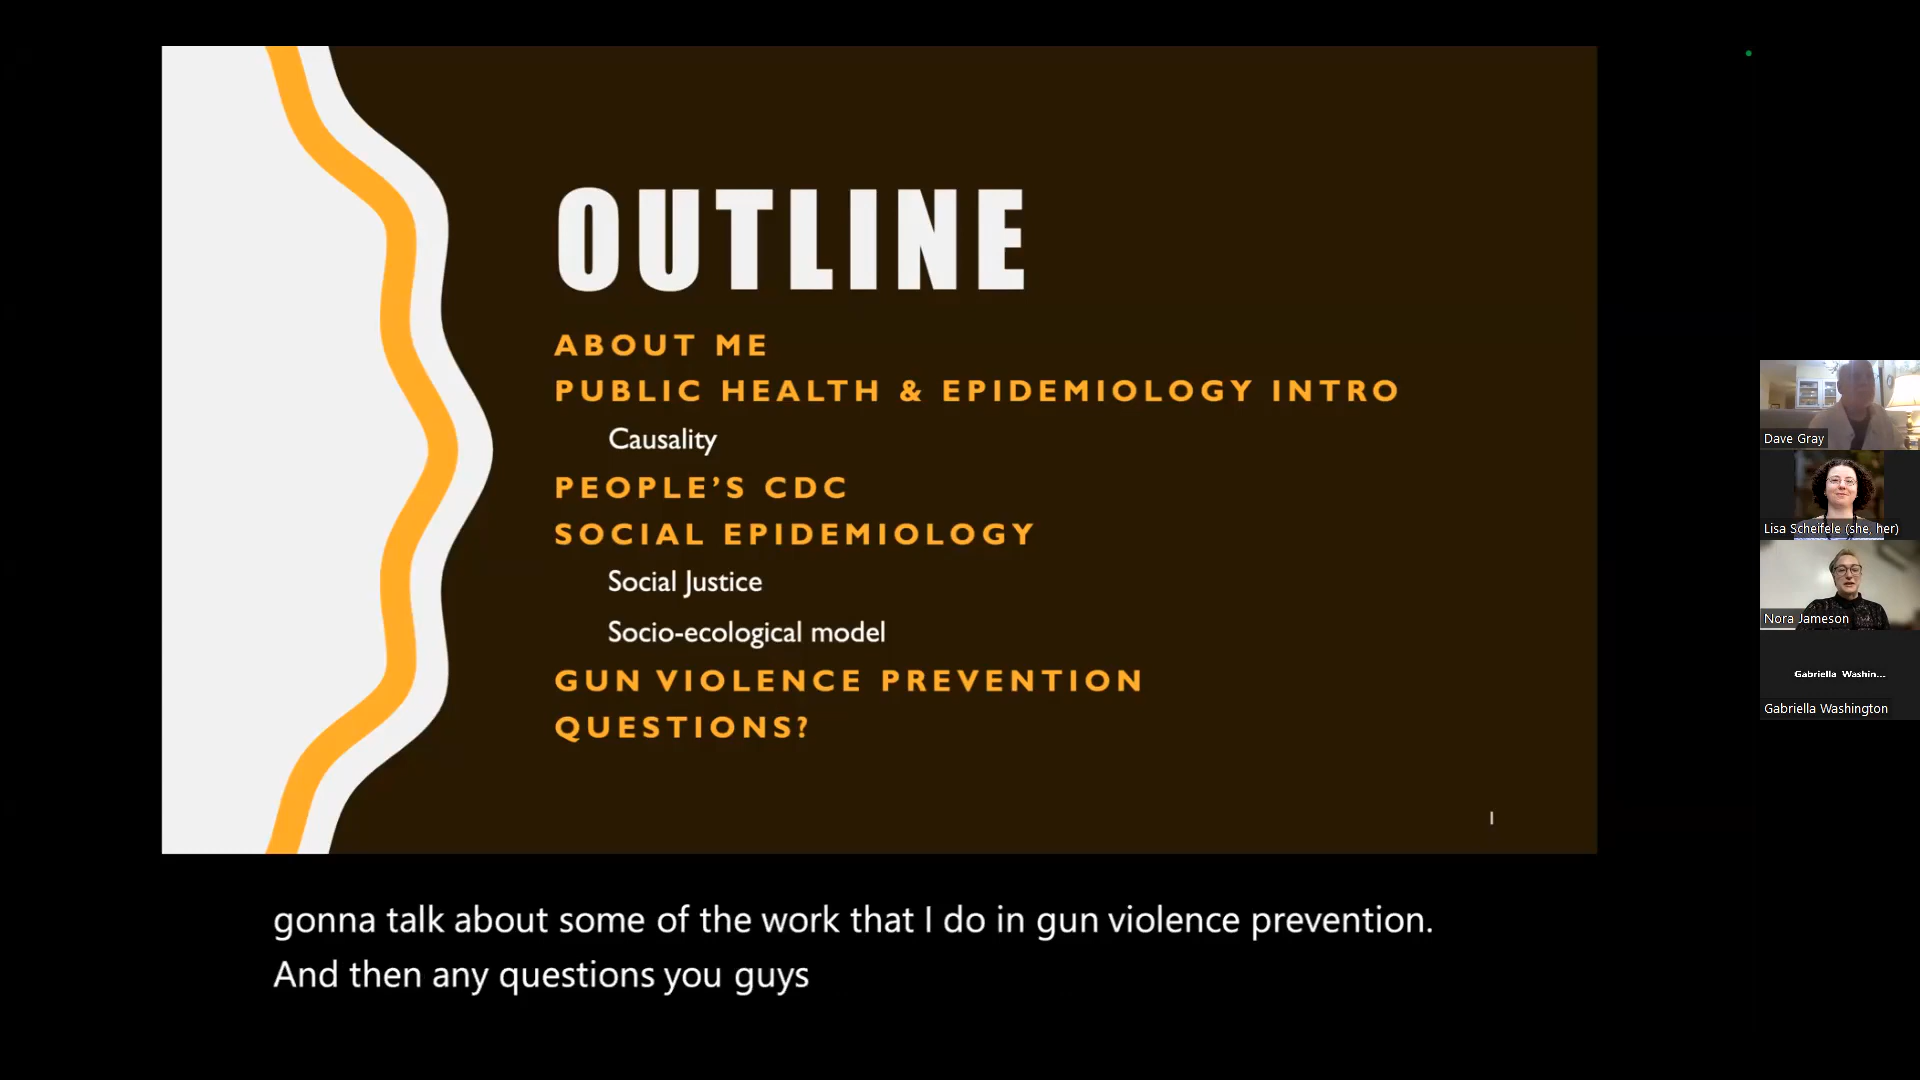 OUTLINE
ABOUT ME
PUBLIC HEALTH & EPIDEMIOLOGY INTRO
Causality
PEOPLE’S CDC
SOCIAL EPIDEMIOLOGY
Social Justice
Socio-ecological model
GUN VIOLENCE PREVENTION
QUESTIONS?
1
Dave Gray
Lisa Scheifele (she, her)
Nora Jameson
Gabriella Washin...
Gabriella Washington
gonna talk about some of the work that I do in gun violence prevention.
And then any questions you guys